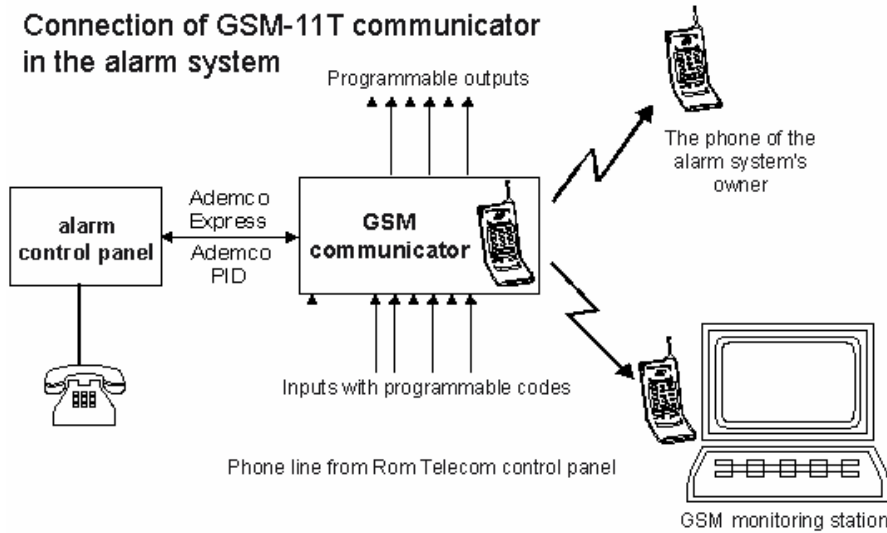 Connection of GSM-11T communicator
in the alarm system
Programmable outputs
The phone of the
alarm system's
owner
Ademco
Express
Ademco
PID
alarm
control panel
GSM
communicator
Inputs with programmable codes
Phone line from Rom Telecom control panel
GSM monitoring station